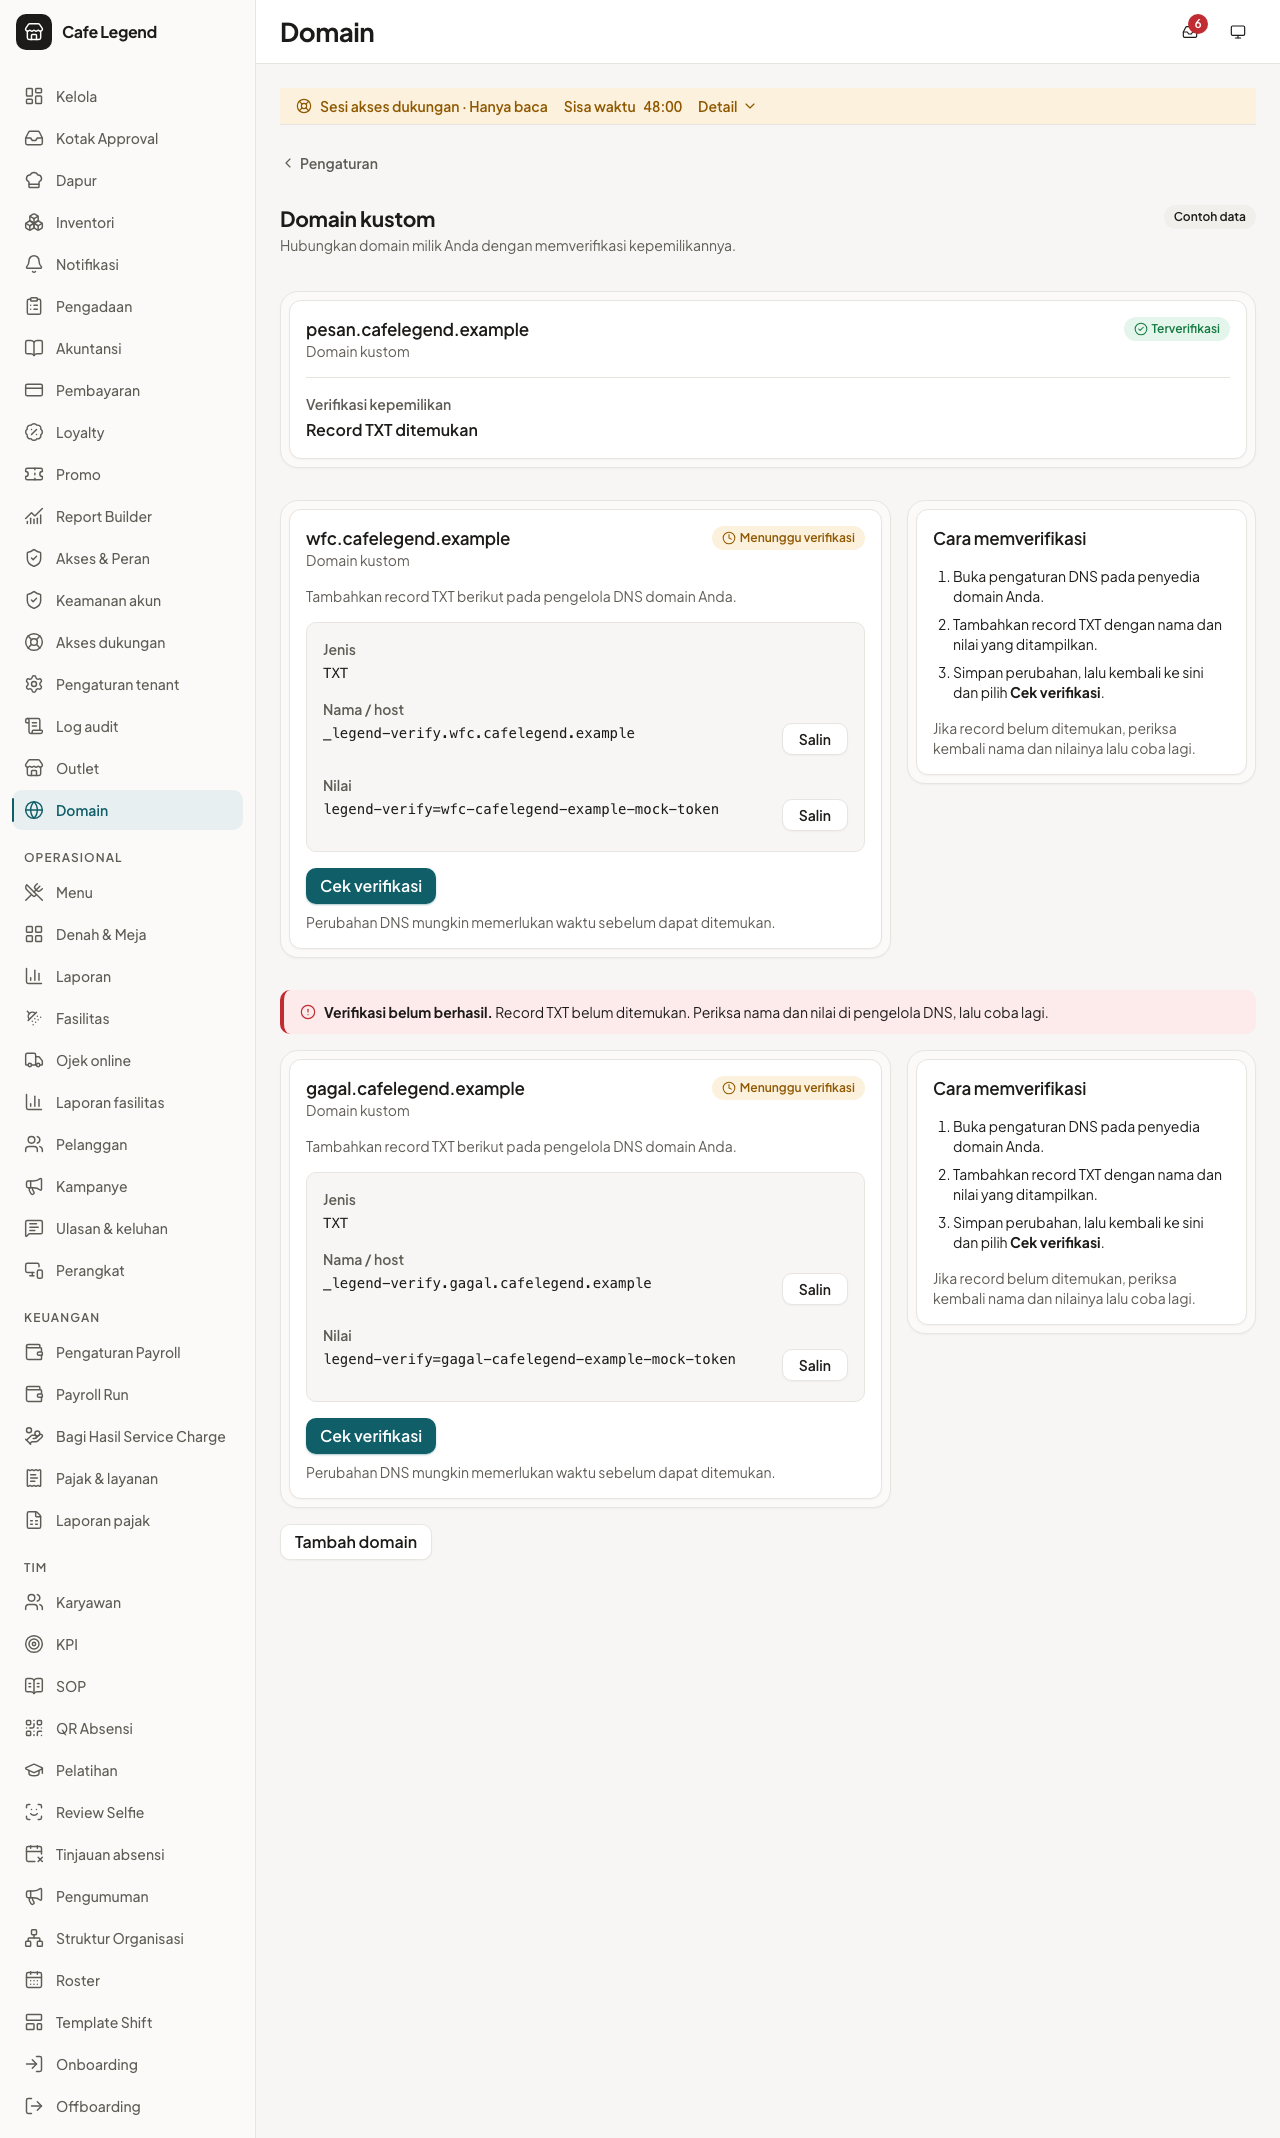 Cafe Legend
Kelola
Kotak Approval
Dapur
Inventori
Notifikasi
Pengadaan
Akuntansi
Pembayaran
Loyalty
Promo
Report Builder
Akses & Peran
Keamanan akun
Akses dukungan
Pengaturan tenant
Log audit
Outlet
Domain
OPERASIONAL
Menu
Denah & Meja
Laporan
Fasilitas
Ojek online
Laporan fasilitas
Pelanggan
Kampanye
Ulasan & keluhan
Perangkat
KEUANGAN
Pengaturan Payroll
Payroll Run
Bagi Hasil Service Charge
Pajak & layanan
Laporan pajak
TIM
Karyawan
KPI
SOP
QR Absensi
Pelatihan
Review Selfie
Tinjauan absensi
Pengumuman
Struktur Organisasi
Roster
Template Shift
Onboarding
Offboarding
Domain
6
Sesi akses dukungan · Hanya baca Sisa waktu 48:00 Detail
Pengaturan
Domain kustom
Contoh data
Hubungkan domain milik Anda dengan memverifikasi kepemilikannya.
pesan.cafelegend.example
Terverifikasi
Domain kustom
Verifikasi kepemilikan
Record TXT ditemukan
wfc.cafelegend.example
Menunggu verifikasi
Domain kustom
Tambahkan record TXT berikut pada pengelola DNS domain Anda.
Jenis
TXT
Nama / host
_legend-verify.wfc.cafelegend.example
Salin
Nilai
legend-verify=wfc-cafelegend-example-mock-token
Salin
Cek verifikasi
Perubahan DNS mungkin memerlukan waktu sebelum dapat ditemukan.
Cara memverifikasi
1. Buka pengaturan DNS pada penyedia
domain Anda.
2. Tambahkan record TXT dengan nama dan
nilai yang ditampilkan.
3. Simpan perubahan, lalu kembali ke sini
dan pilih Cek verifikasi.
Jika record belum ditemukan, periksa
kembali nama dan nilainya lalu coba lagi.
Verifikasi belum berhasil. Record TXT belum ditemukan. Periksa nama dan nilai di pengelola DNS, lalu coba lagi.
gagal.cafelegend.example
Menunggu verifikasi
Domain kustom
Tambahkan record TXT berikut pada pengelola DNS domain Anda.
Jenis
TXT
Nama / host
_legend-verify.gagal.cafelegend.example
Salin
Nilai
legend-verify=gagal-cafelegend-example-mock-token
Salin
Cek verifikasi
Perubahan DNS mungkin memerlukan waktu sebelum dapat ditemukan.
Cara memverifikasi
1. Buka pengaturan DNS pada penyedia
domain Anda.
2. Tambahkan record TXT dengan nama dan
nilai yang ditampilkan.
3. Simpan perubahan, lalu kembali ke sini
dan pilih Cek verifikasi.
Jika record belum ditemukan, periksa
kembali nama dan nilainya lalu coba lagi.
Tambah domain